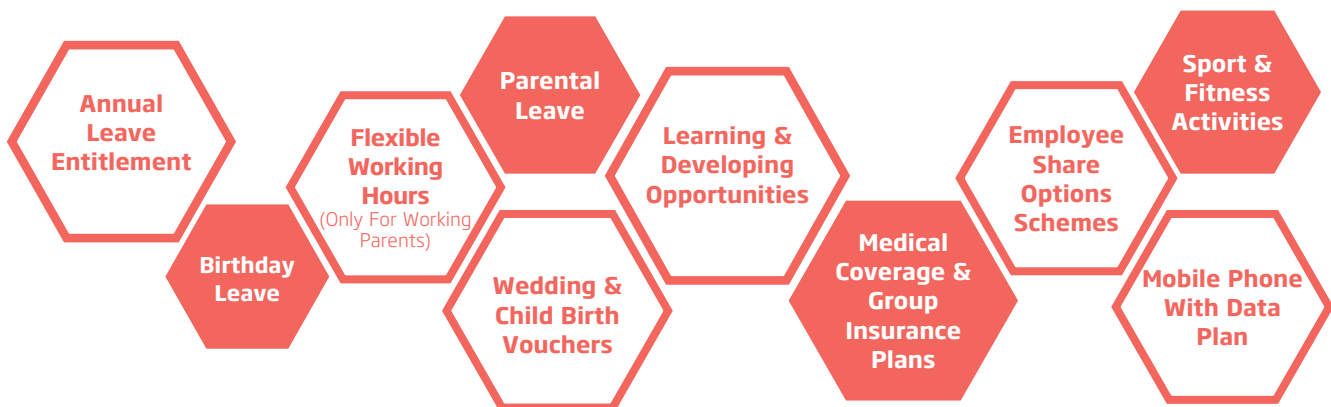 Annual
Leave
Entitlement
Birthday
Leave
Flexible
Working
Hours
(Only For Working
Parents)
Parental
Leave
Wedding &
Child Birth
Vouchers
Learning &
Developing
Opportunities
Medical
Coverage &
Group
Insurance
Plans
Employee
Share
Options
Schemes
Sport &
Fitness
Activities
Mobile Phone
With Data
Plan